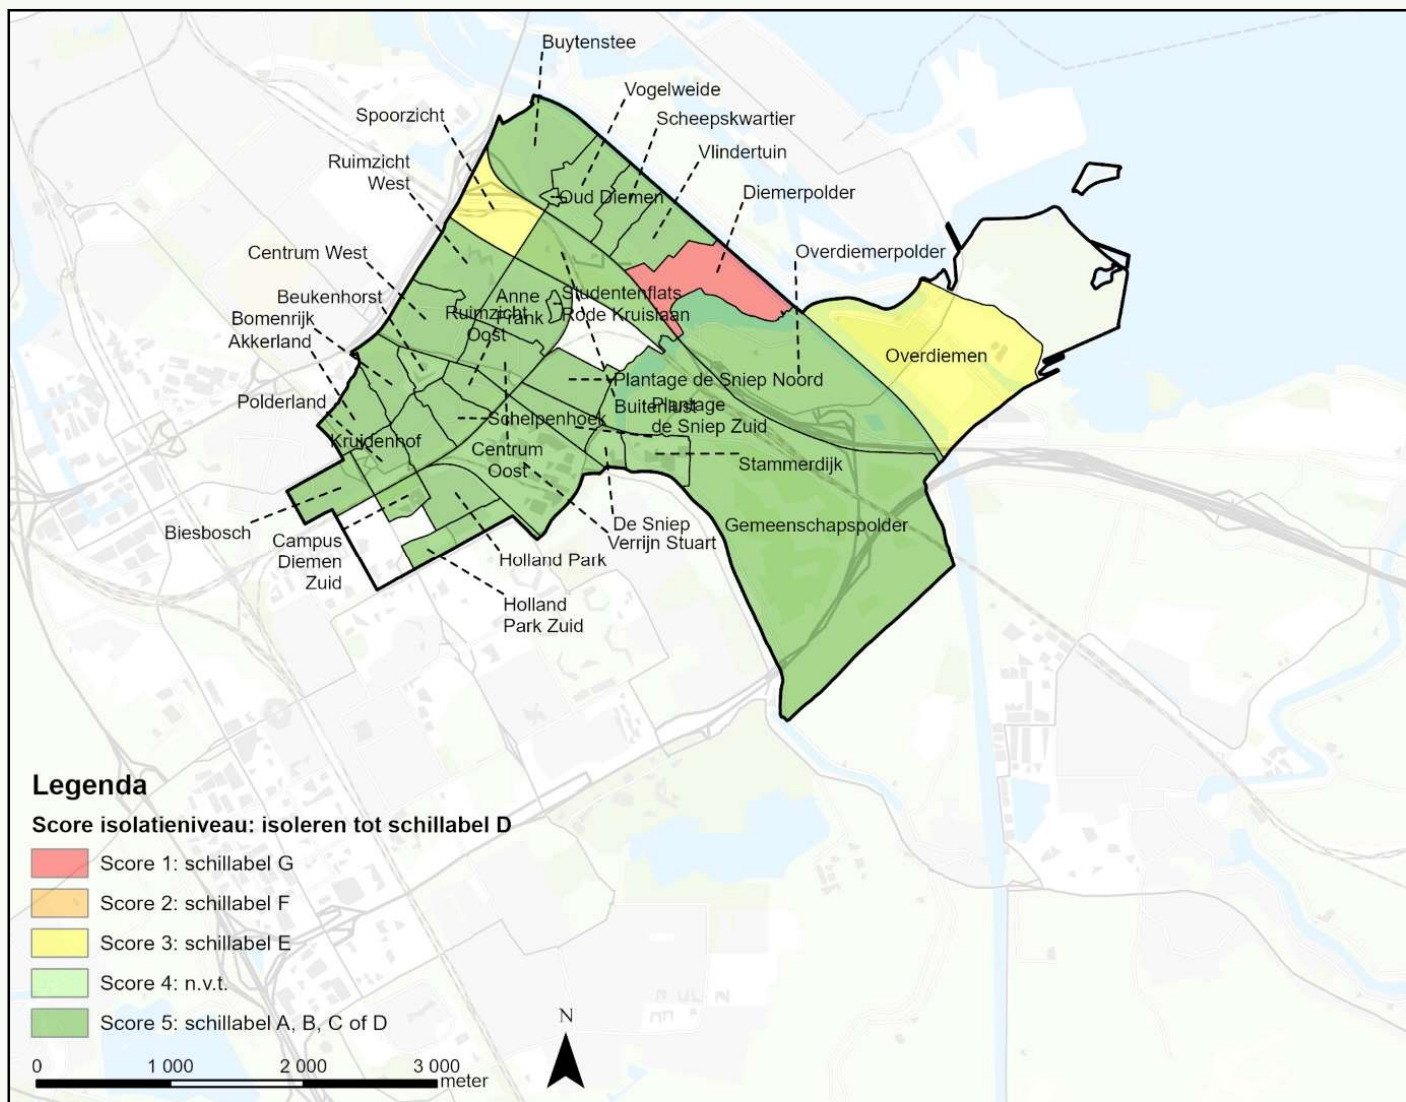 Buytenstee
Vogelweide
Spoorzicht
Scheepskwartier
Ruimzicht
West
Vlindertuin
Oud Diemen
Diemerpolder
Centrum West
Overdiemerpolder
Beukenhorst
Anne
Frank
Studentenflats
Rode Kruislaan
Bomenrijk
Ruimzicht
Oost
Akkerland
Overdiemen
Plantage de Sniep Noord
Polderland
Buitenlust
Plantage
de Sniep Zuid
Schelpenhoek
Kruidenhof
Centrum
Oost
Stammerdijk
Gemeenschapspolder
Biesbosch
Campus
Diemen
Zuid
De Sniep
Verrijn Stuart
Holland Park
Holland
Park Zuid
Legenda
Score isolatieniveau: isoleren tot schillabel D
Score 1: schillabel G
Score 2: schillabel F
Score 3: schillabel E
Score 4: n.v.t.
Score 5: schillabel A, B, C of D
N
0 1 000 2 000 3 000
meter